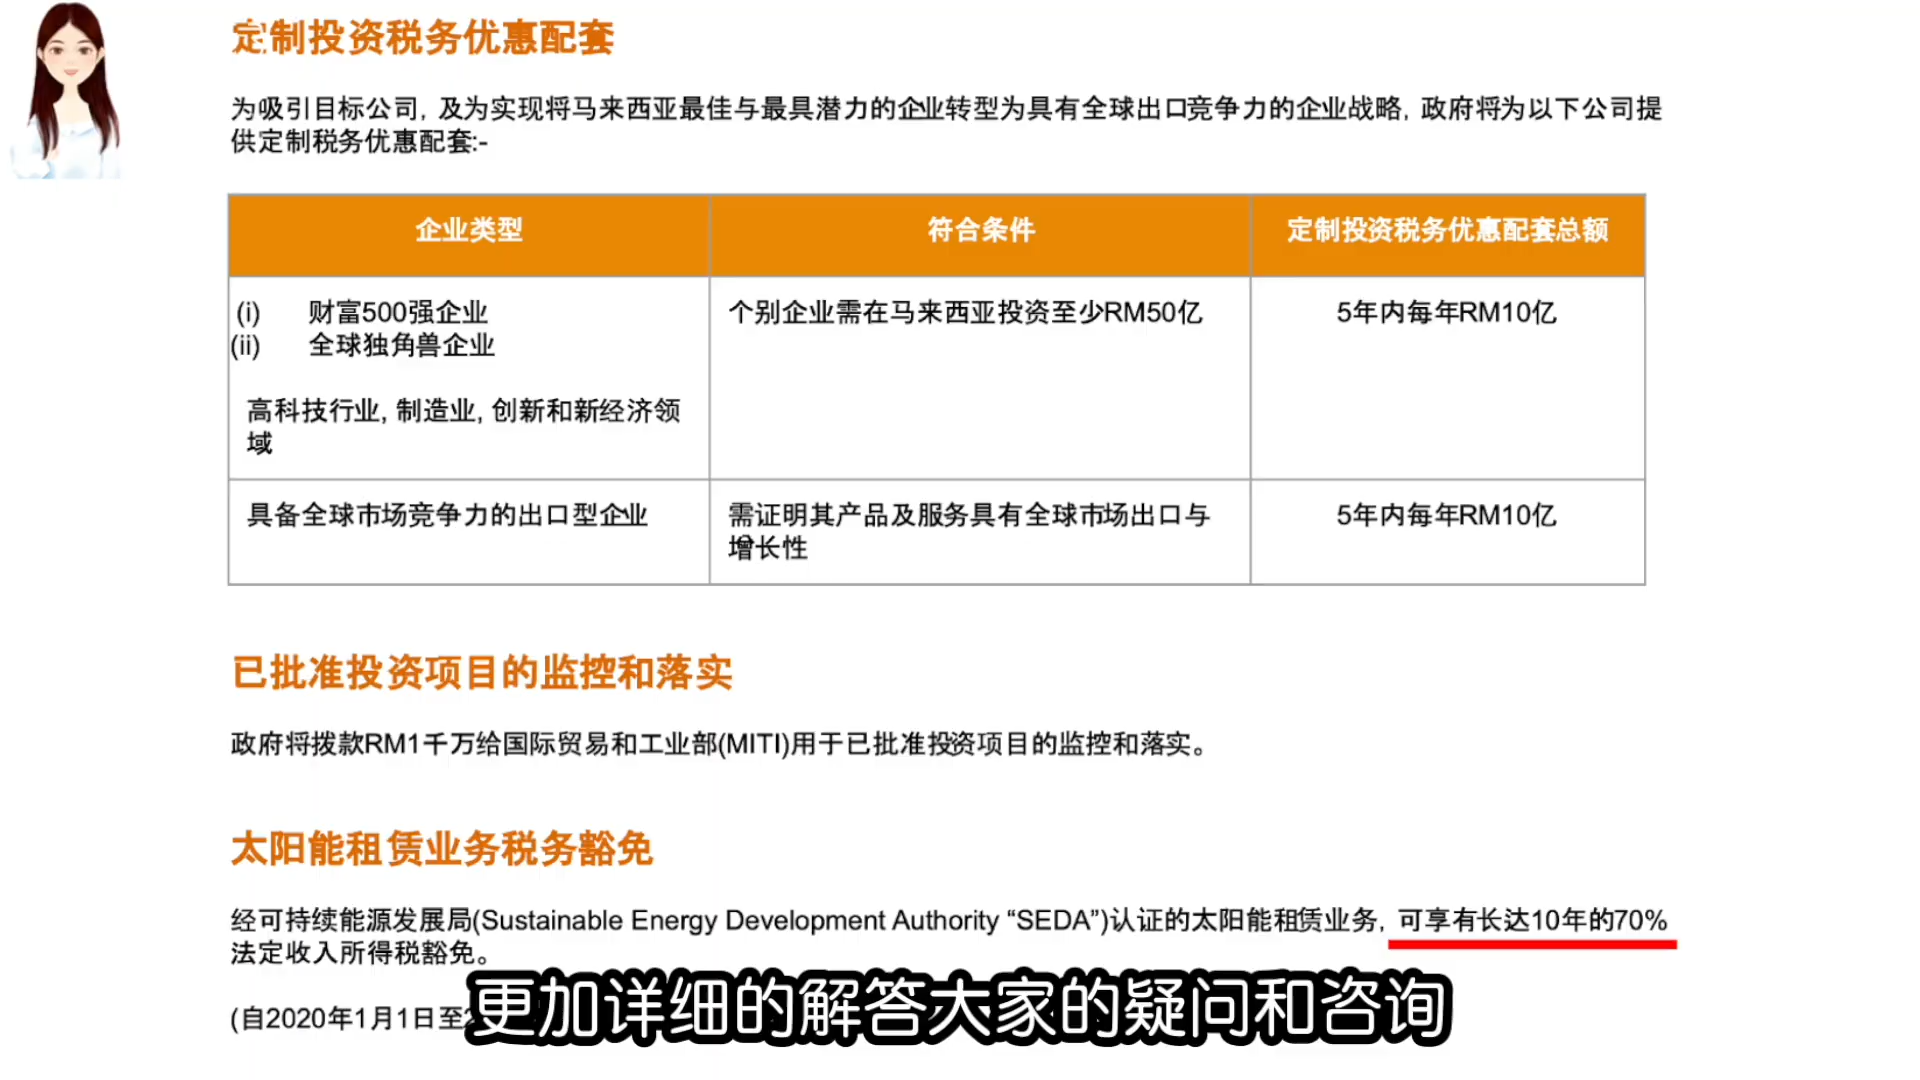 定制投资税务优惠配套
为吸引目标公司, 及为实现将马来西亚最佳与最具潜力的企业转型为具有全球出口竞争力的企业战略, 政府将为以下公司提
供定制税务优惠配套:-
企业类型 符合条件 定制投资税务优惠配套总额
(i) 财富500强企业 个别企业需在马来西亚投资至少RM50亿 5年内每年RM10亿
(ii) 全球独角兽企业
高科技行业, 制造业, 创新和新经济领
域
具备全球市场竞争力的出口型企业 需证明其产品及服务具有全球市场出口与 5年内每年RM10亿
增长性
已批准投资项目的监控和落实
政府将拨款RM1千万给国际贸易和工业部(MITI)用于已批准投资项目的监控和落实。
太阳能租赁业务税务豁免
经可持续能源发展局(Sustainable Energy Development Authority “SEDA”)认证的太阳能租赁业务, 可享有长达10年的70%
法定收入所得税豁免。
(自2020年1月1日至
更加详细的解答大家的疑问和咨询